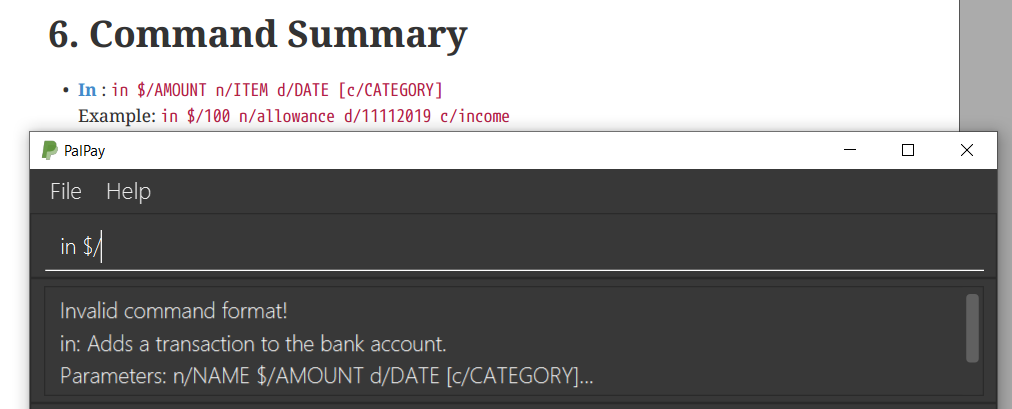 6. Command Summary
• In : in $/AMOUNT n/ITEM d/DATE [c/CATEGORY]
Example: in $/100 n/allowance d/11112019 c/income
PalPay
File Help
in $/
Invalid command format!
in: Adds a transaction to the bank account.
Parameters: n/NAME $/AMOUNT d/DATE [c/CATEGORY]...